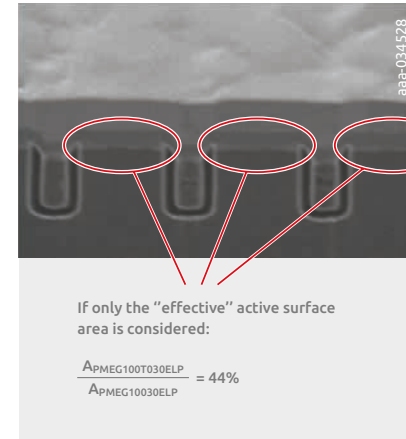 aaa-034528
If only the "effective" active surface
area is considered:
APMEG100T030ELP
APMEG10030ELP
= 44%